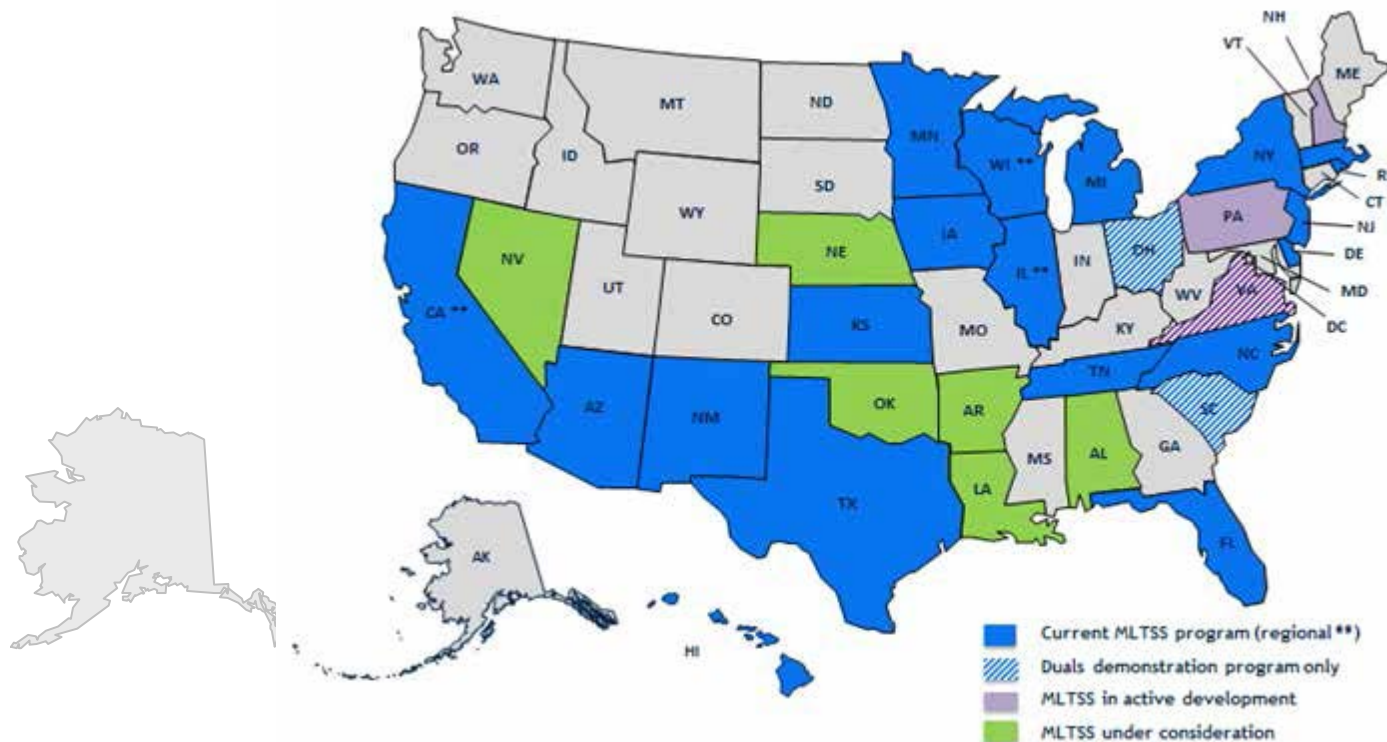 NH
VT
ME
WA
MT
ND
MN
OR
ID
SD
WI **
NY
MI
R
CT
WY
PA
NJ
IA
NV
NE
OH
DE
IL **
IN
UT
CO
WV
VA
MD
CA **
KS
MO
KY
DC
NC
TN
AZ
NM
OK
AR
SC
MS
AL
GA
LA
TX
AK
FL
HI
Current MLTSS program (regional **)
Duals demonstration program only
MLTSS in active development
MLTSS under consideration